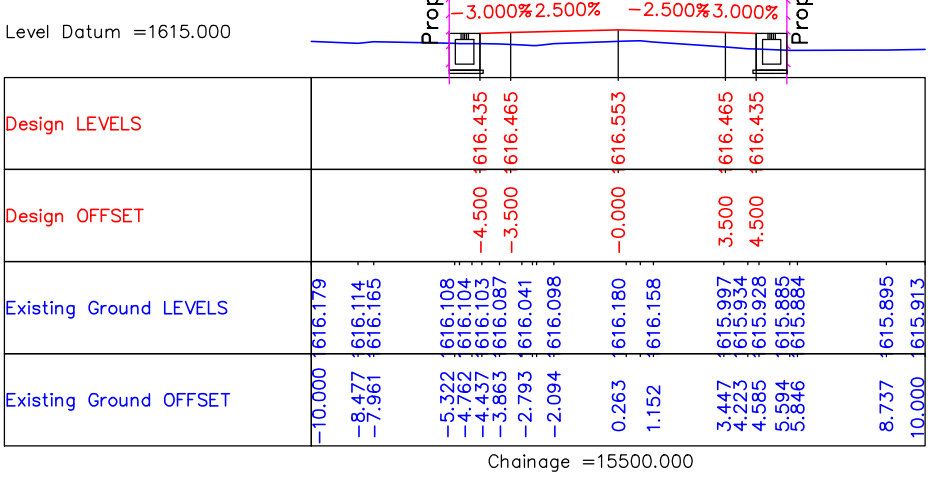 Prop
-3.000% 2.500% -2.500% 3.000%
Prop
Level Datum =1615.000
Design LEVELS 1616.435 1616.465 1616.553 1616.465 1616.435
Design OFFSET -4.500 -3.500 -0.000 3.500 4.500
Existing Ground LEVELS 1616.179 1616.114 1616.165 1616.108 1616.104 1616.103 1616.087 1616.041 1616.098 1616.180 1616.158 1615.997 1615.934 1615.928 1615.885 1615.884 1615.895 1615.913
Existing Ground OFFSET -10.000 -8.477 -7.961 -5.322 -4.762 -4.437 -3.863 -2.793 -2.094 0.263 1.152 3.447 4.223 4.585 5.594 5.846 8.737 10.000
Chainage =15500.000